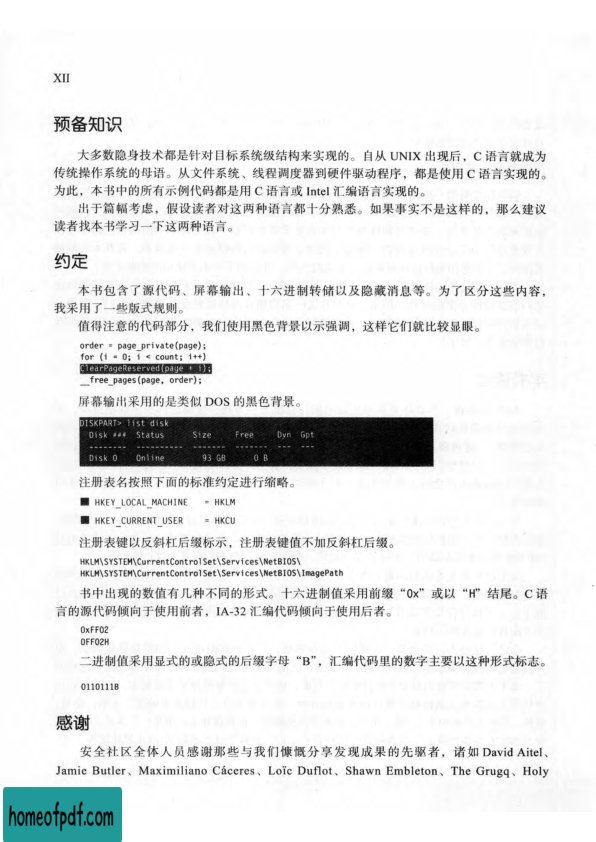 XII
预备知识
大多数隐身技术都是针对目标系统级结构来实现的。自从 UNIX 出现后，C 语言就成为
传统操作系统的母语。从文件系统、线程调度器到硬件驱动程序，都是使用 C 语言实现的。
为此，本书中的所有示例代码都是用 C 语言或 Intel 汇编语言实现的。
出于篇幅考虑，假设读者对这两种语言都十分熟悉。如果事实不是这样的，那么建议
读者找本书学习一下这两种语言。
约定
本书包含了源代码、屏幕输出、十六进制转储以及隐藏消息等。为了区分这些内容，
我采用了一些版式规则。
值得注意的代码部分，我们使用黑色背景以示强调，这样它们就比较显眼。
order = page_private(page);
for (i = 0; i < count; i++)
ClearPageReserved(page + i);
__free_pages(page, order);
屏幕输出采用的是类似 DOS 的黑色背景。
DISKPART> list disk
Disk ### Status Size Free Dyn Gpt
-------- ---------- ------- ------- --- ---
Disk 0 Online 93 GB 0 B
注册表名按照下面的标准约定进行缩略。
■ HKEY_LOCAL_MACHINE = HKLM
■ HKEY_CURRENT_USER = HKCU
注册表键以反斜杠后缀标示，注册表键值不加反斜杠后缀。
HKLM\SYSTEM\CurrentControlSet\Services\NetBIOS\
HKLM\SYSTEM\CurrentControlSet\Services\NetBIOS\ImagePath
书中出现的数值有几种不同的形式。十六进制值采用前缀“0x”或以“H”结尾。C 语
言的源代码倾向于使用前者，IA-32 汇编代码倾向于使用后者。
0xFF02
0FF02H
二进制值采用显式的或隐式的后缀字母“B”，汇编代码里的数字主要以这种形式标志。
0110111B
感谢
安全社区全体人员感谢那些与我们慷慨分享发现成果的先驱者，诸如 David Aitel、
Jamie Butler、Maximiliano Cáceres、Loïc Duflot、Shawn Embleton、The Grugq、Holy
homeofpdf.com